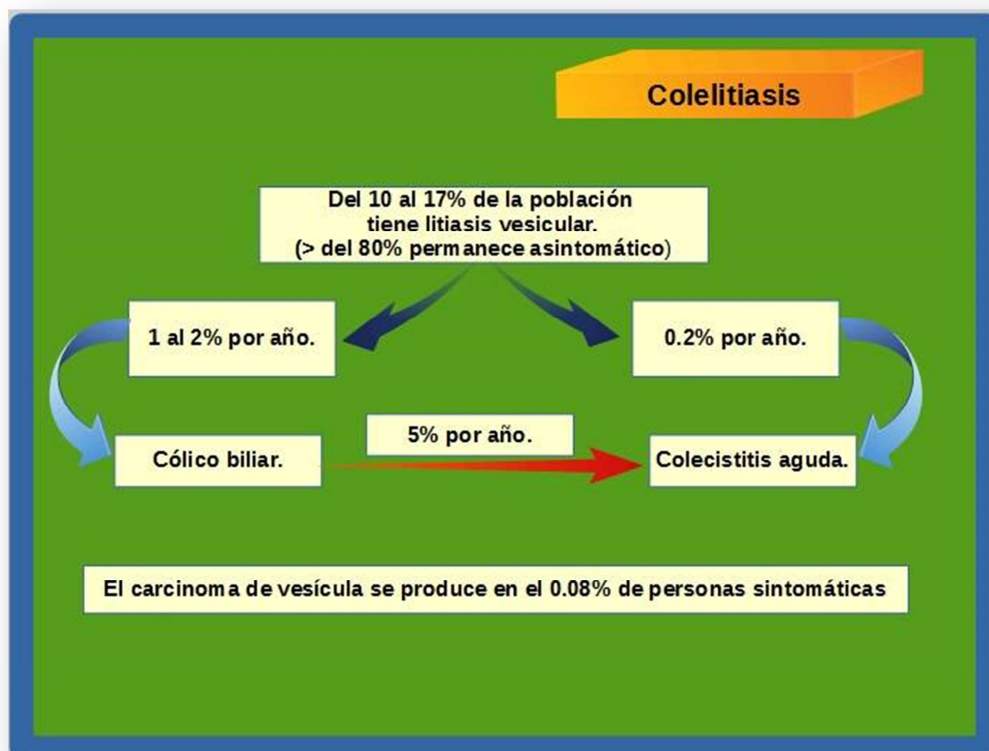 Colelitiasis
Del 10 al 17% de la población
tiene litiasis vesicular.
(> del 80% permanece asintomático)
1 al 2% por año.
0.2% por año.
5% por año.
Cólico biliar.
Colecistitis aguda.
El carcinoma de vesícula se produce en el 0.08% de personas sintomáticas